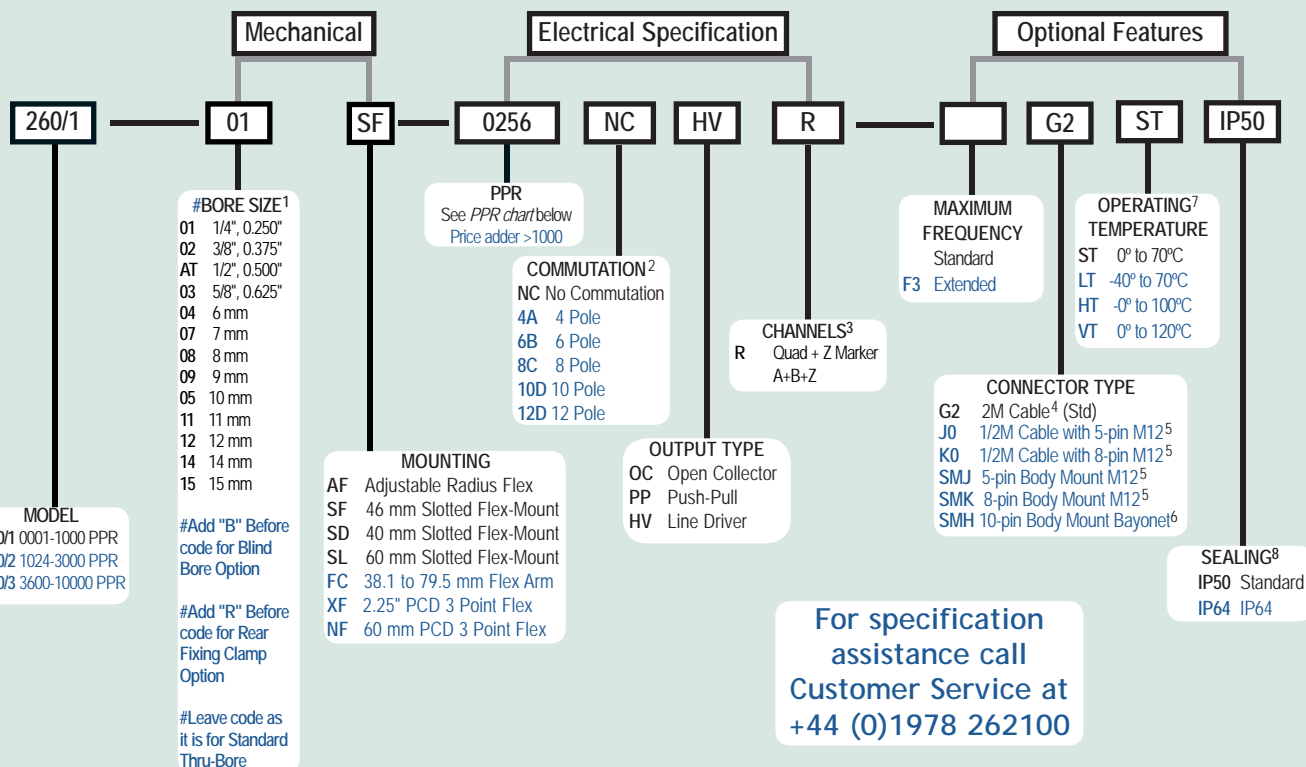 Mechanical
Electrical Specification
Optional Features
260/1
01
SF
0256
NC
HV
R
G2
ST
IP50
MODEL
0/1 0001-1000 PPR
0/2 1024-3000 PPR
0/3 3600-10000 PPR
#BORE SIZE1
01 1/4", 0.250"
02 3/8", 0.375"
AT 1/2", 0.500"
03 5/8", 0.625"
04 6 mm
07 7 mm
08 8 mm
09 9 mm
05 10 mm
11 11 mm
12 12 mm
14 14 mm
15 15 mm
#Add "B" Before
code for Blind
Bore Option
#Add "R" Before
code for Rear
Fixing Clamp
Option
#Leave code as
it is for Standard
Thru-Bore
MOUNTING
AF Adjustable Radius Flex
SF 46 mm Slotted Flex-Mount
SD 40 mm Slotted Flex-Mount
SL 60 mm Slotted Flex-Mount
FC 38.1 to 79.5 mm Flex Arm
XF 2.25" PCD 3 Point Flex
NF 60 mm PCD 3 Point Flex
PPR
See PPR chart below
Price adder >1000
COMMUTATION2
NC No Commutation
4A 4 Pole
6B 6 Pole
8C 8 Pole
10D 10 Pole
12D 12 Pole
OUTPUT TYPE
OC Open Collector
PP Push-Pull
HV Line Driver
CHANNELS3
R Quad + Z Marker
A+B+Z
MAXIMUM
FREQUENCY
Standard
F3 Extended
CONNECTOR TYPE
G2 2M Cable4 (Std)
J0 1/2M Cable with 5-pin M125
K0 1/2M Cable with 8-pin M125
SMJ 5-pin Body Mount M125
SMK 8-pin Body Mount M125
SMH 10-pin Body Mount Bayonet6
OPERATING7
TEMPERATURE
ST 0º to 70ºC
LT -40º to 70ºC
HT -0º to 100ºC
VT 0º to 120ºC
SEALING8
IP50 Standard
IP64 IP64
For specification
assistance call
Customer Service at
+44 (0)1978 262100